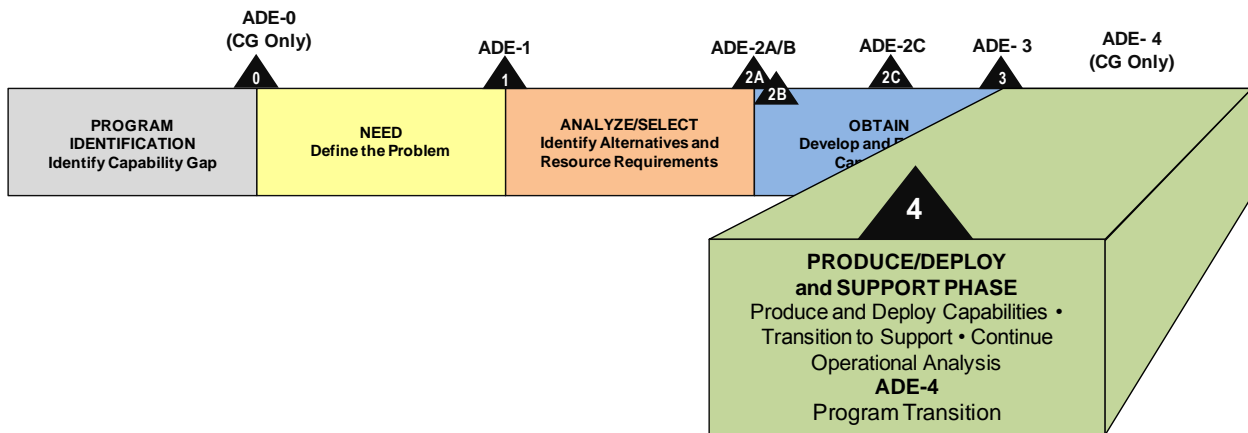 ADE-0
(CG Only)
ADE-1
ADE-2A/B
ADE-2C
ADE- 3
ADE- 4
(CG Only)
0
1
2A
2B
2C
3
PROGRAM
IDENTIFICATION
Identify Capability Gap
NEED
Define the Problem
ANALYZE/SELECT
Identify Alternatives and
Resource Requirements
OBTAIN
Develop and
4
PRODUCE/DEPLOY
and SUPPORT PHASE
Produce and Deploy Capabilities •
Transition to Support • Continue
Operational Analysis
ADE-4
Program Transition